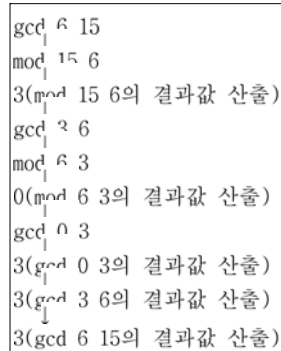 gcd 6 15
mod 15 6
3(mod 15 6의 결과값 산출)
gcd 3 6
mod 6 3
0(mod 6 3의 결과값 산출)
gcd 0 3
3(gcd 0 3의 결과값 산출)
3(gcd 3 6의 결과값 산출)
3(gcd 6 15의 결과값 산출)